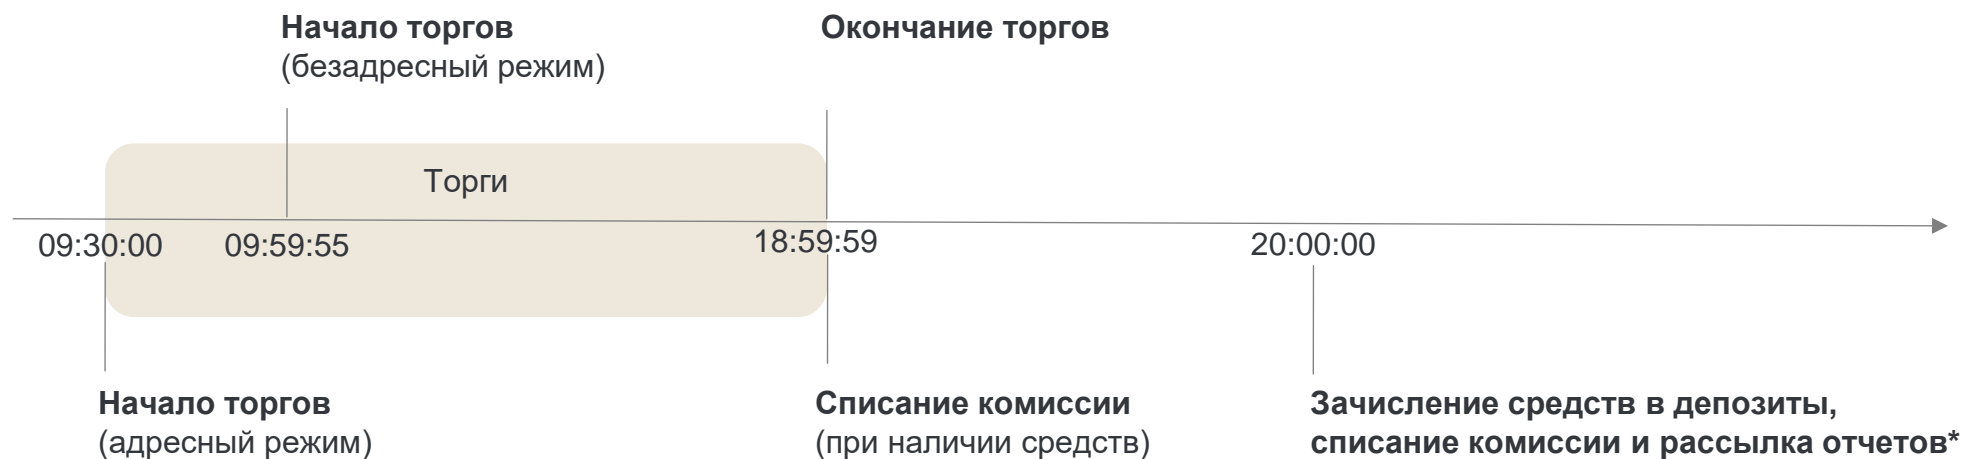 Начало торгов
(безадресный режим)
Окончание торгов
Торги
09:30:00
09:59:55
18:59:59
20:00:00
Начало торгов
(адресный режим)
Списание комиссии
(при наличии средств)
Зачисление средств в депозиты,
списание комиссии и рассылка отчетов*